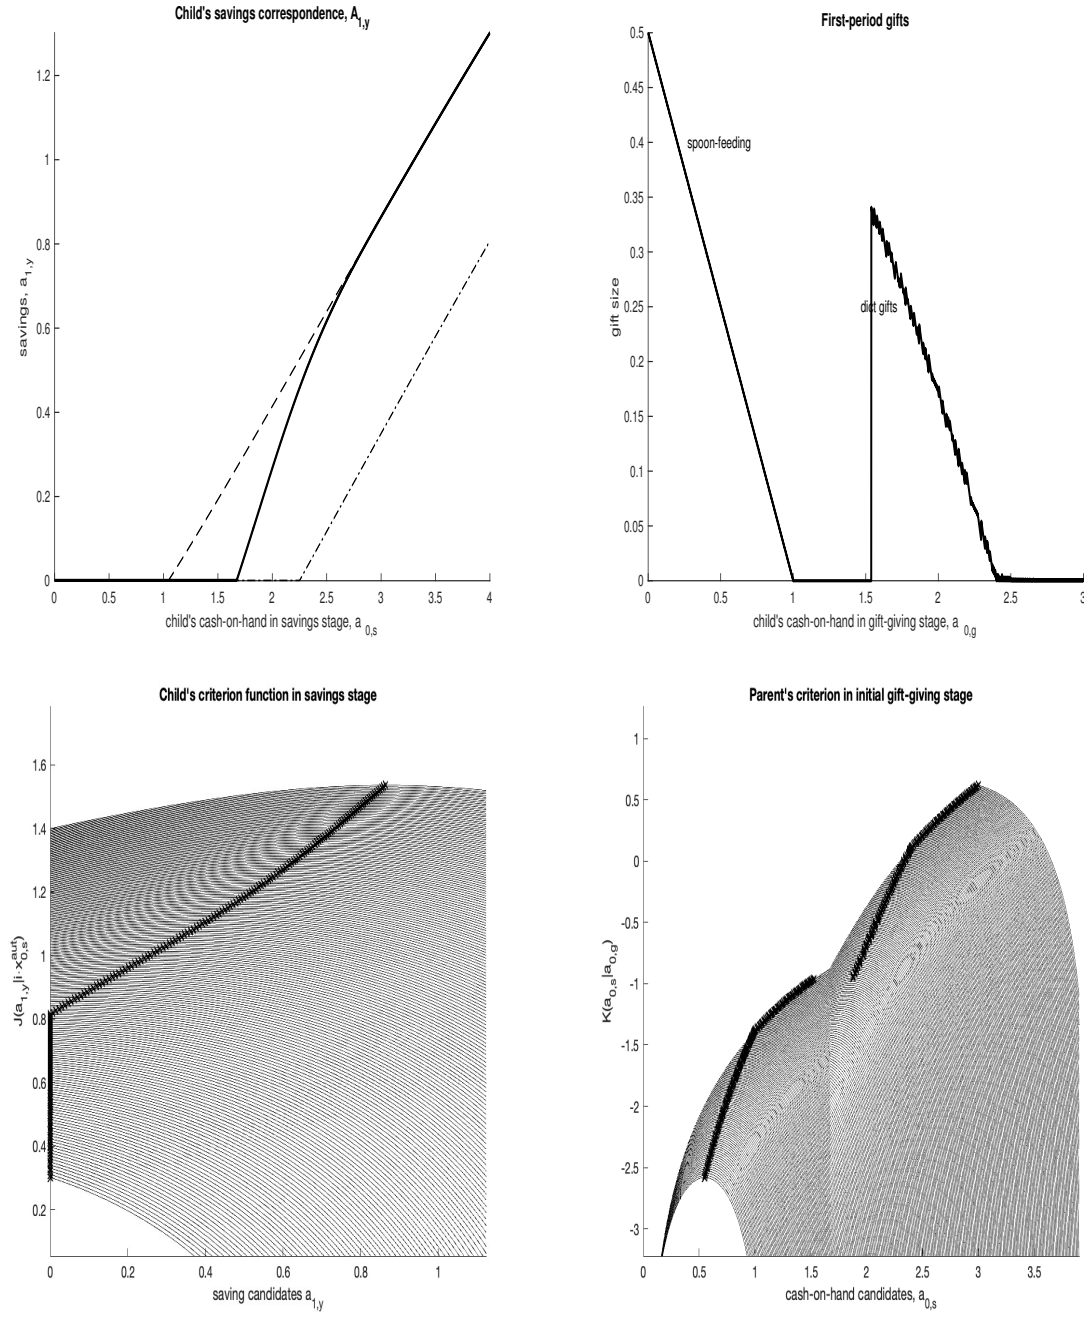 Child's savings correspondence, A1,y
1.2
1
0.8
0.6
0.4
0.2
0
savings, a1,y
0 0.5 1 1.5 2 2.5 3 3.5 4
child's cash-on-hand in savings stage, a 0,s
First-period gifts
0.5
0.45
0.4
0.35
0.3
0.25
0.2
0.15
0.1
0.05
0
gift size
spoon-feeding
dict gifts
0 0.5 1 1.5 2 2.5 3
child's cash-on-hand in gift-giving stage, a 0,g
Child's criterion function in savings stage
1.6
1.4
1.2
1
0.8
0.6
0.4
0.2
J(a1,y|i·x0,s^aut)
0 0.2 0.4 0.6 0.8 1
saving candidates a1,y
Parent's criterion in initial gift-giving stage
1
0.5
0
-0.5
-1
-1.5
-2
-2.5
-3
K(a0,s|a0,g)
0 0.5 1 1.5 2 2.5 3 3.5
cash-on-hand candidates, a0,s